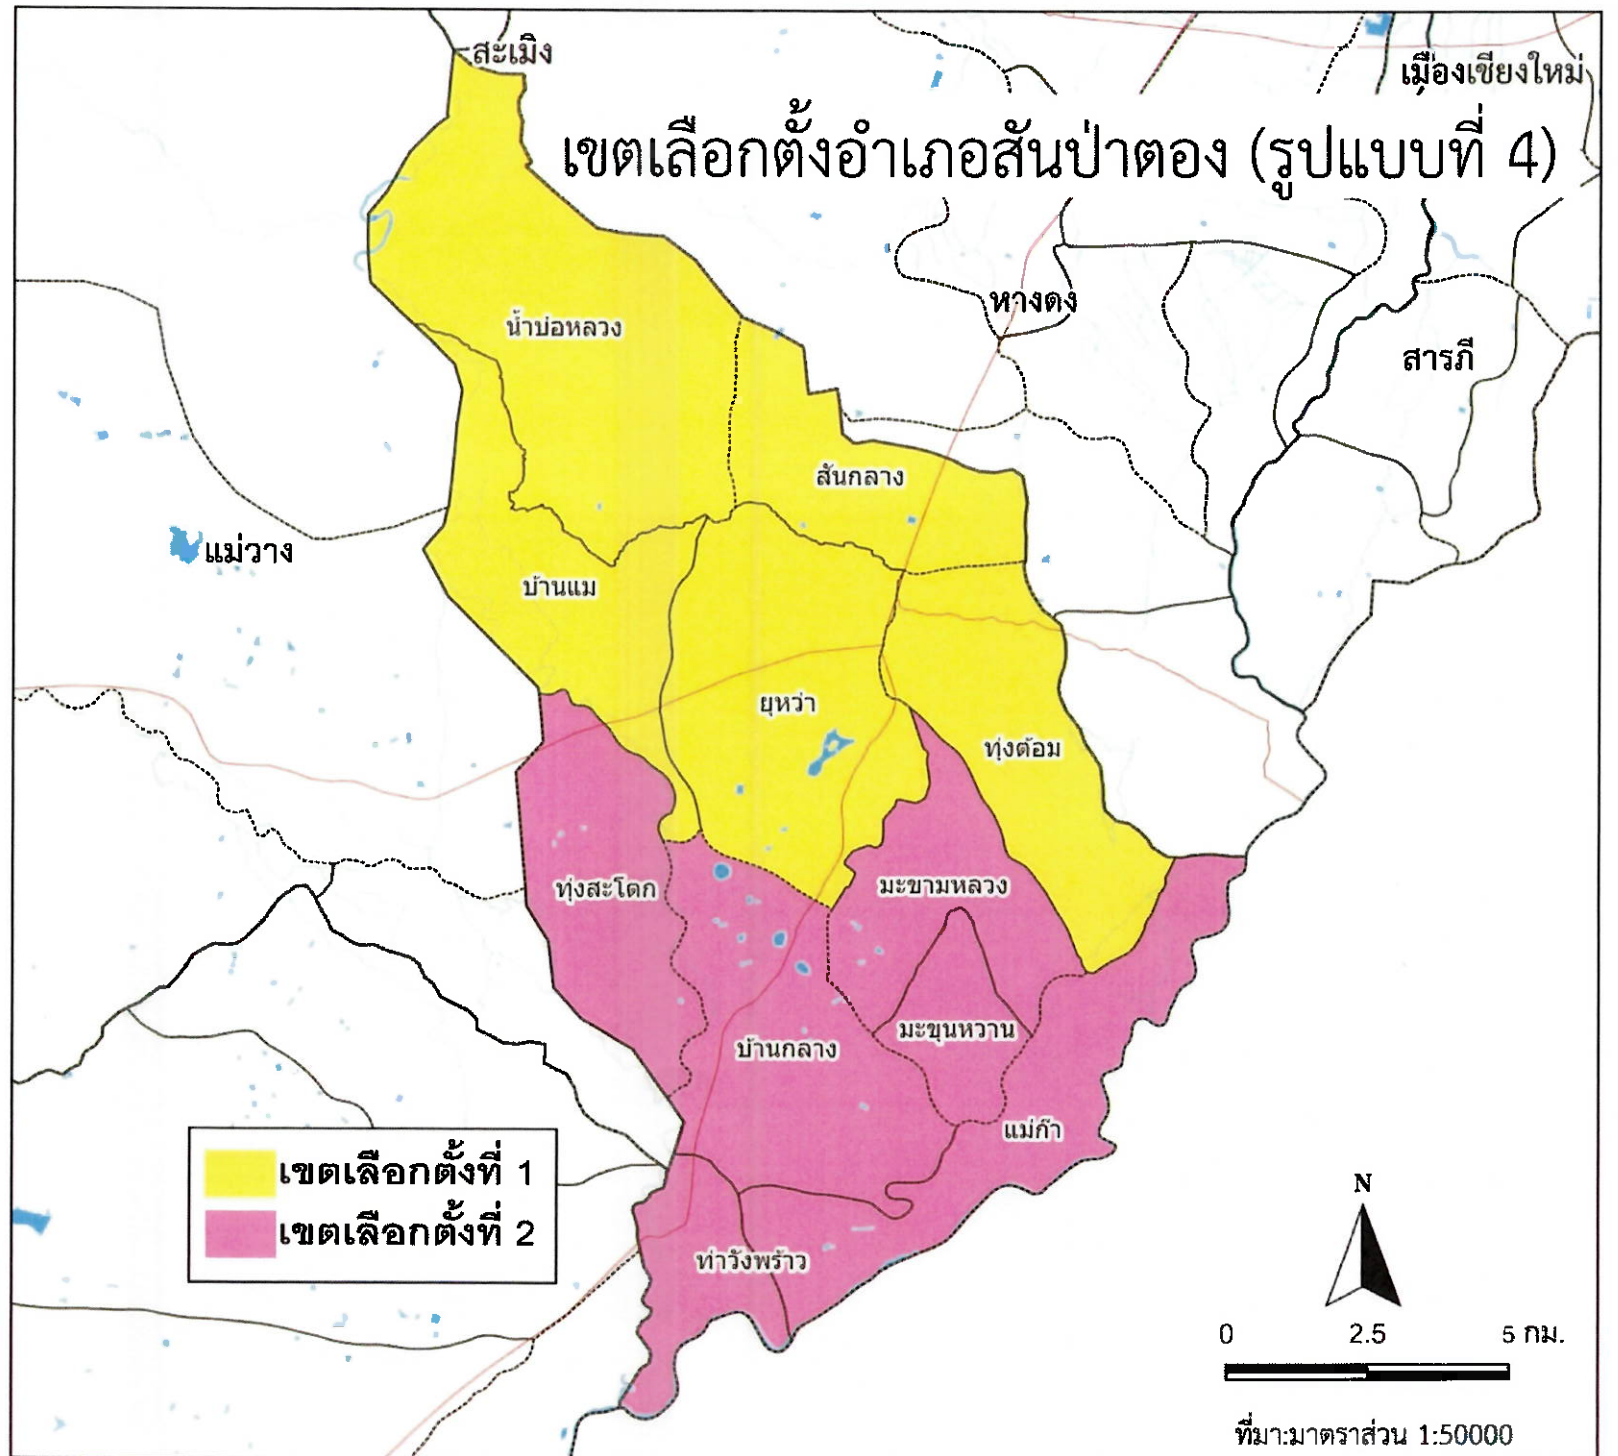 สะเมิง
เมืองเชียงใหม่
เขตเลือกตั้งอำเภอสันป่าตอง (รูปแบบที่ 4)
หางดง
น้ำบ่อหลวง
สารภี
สันกลาง
แม่วาง
บ้านแม
ยุหว่า
ทุ่งต้อม
ทุ่งสะโตก
มะขามหลวง
มะขุนหวาน
บ้านกลาง
แม่ก๊า
เขตเลือกตั้งที่ 1
เขตเลือกตั้งที่ 2
ท่าวังพร้าว
N
0 2.5 5 กม.
ที่มา:มาตราส่วน 1:50000